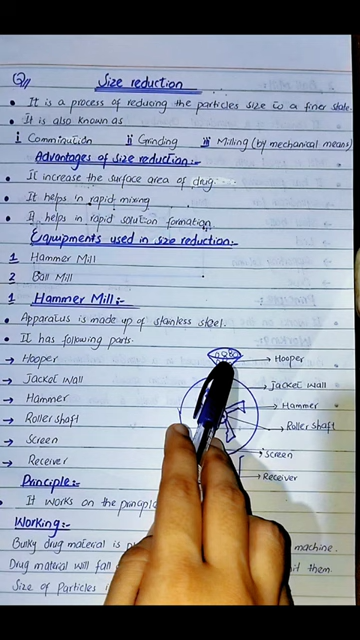 Q//
Size reduction
• It is a process of reducing the particles size to a finer state.
• It is also known as
i Comminution ii Grinding iii Milling (by mechanical means)
Advantages of size reduction:-
• It increase the surface area of drug.
• It helps in rapid mixing
• It helps in rapid solution formation
Equipments used in size reduction:-
1 Hammer Mill
2 Ball Mill
1 Hammer Mill:-
• Apparatus is made up of stainless steel.
• It has following parts.
→ Hooper
→ Jacket wall
→ Hammer
→ Roller shaft
→ Screen
→ Receiver
→ Hooper
→ Jacket wall
→ Hammer
→ Roller shaft
→ Screen
→ Receiver
Principle:-
• It works on the principle
Working:-
Bulky drug material is machine.
Drug material will fall them.
Size of Particles